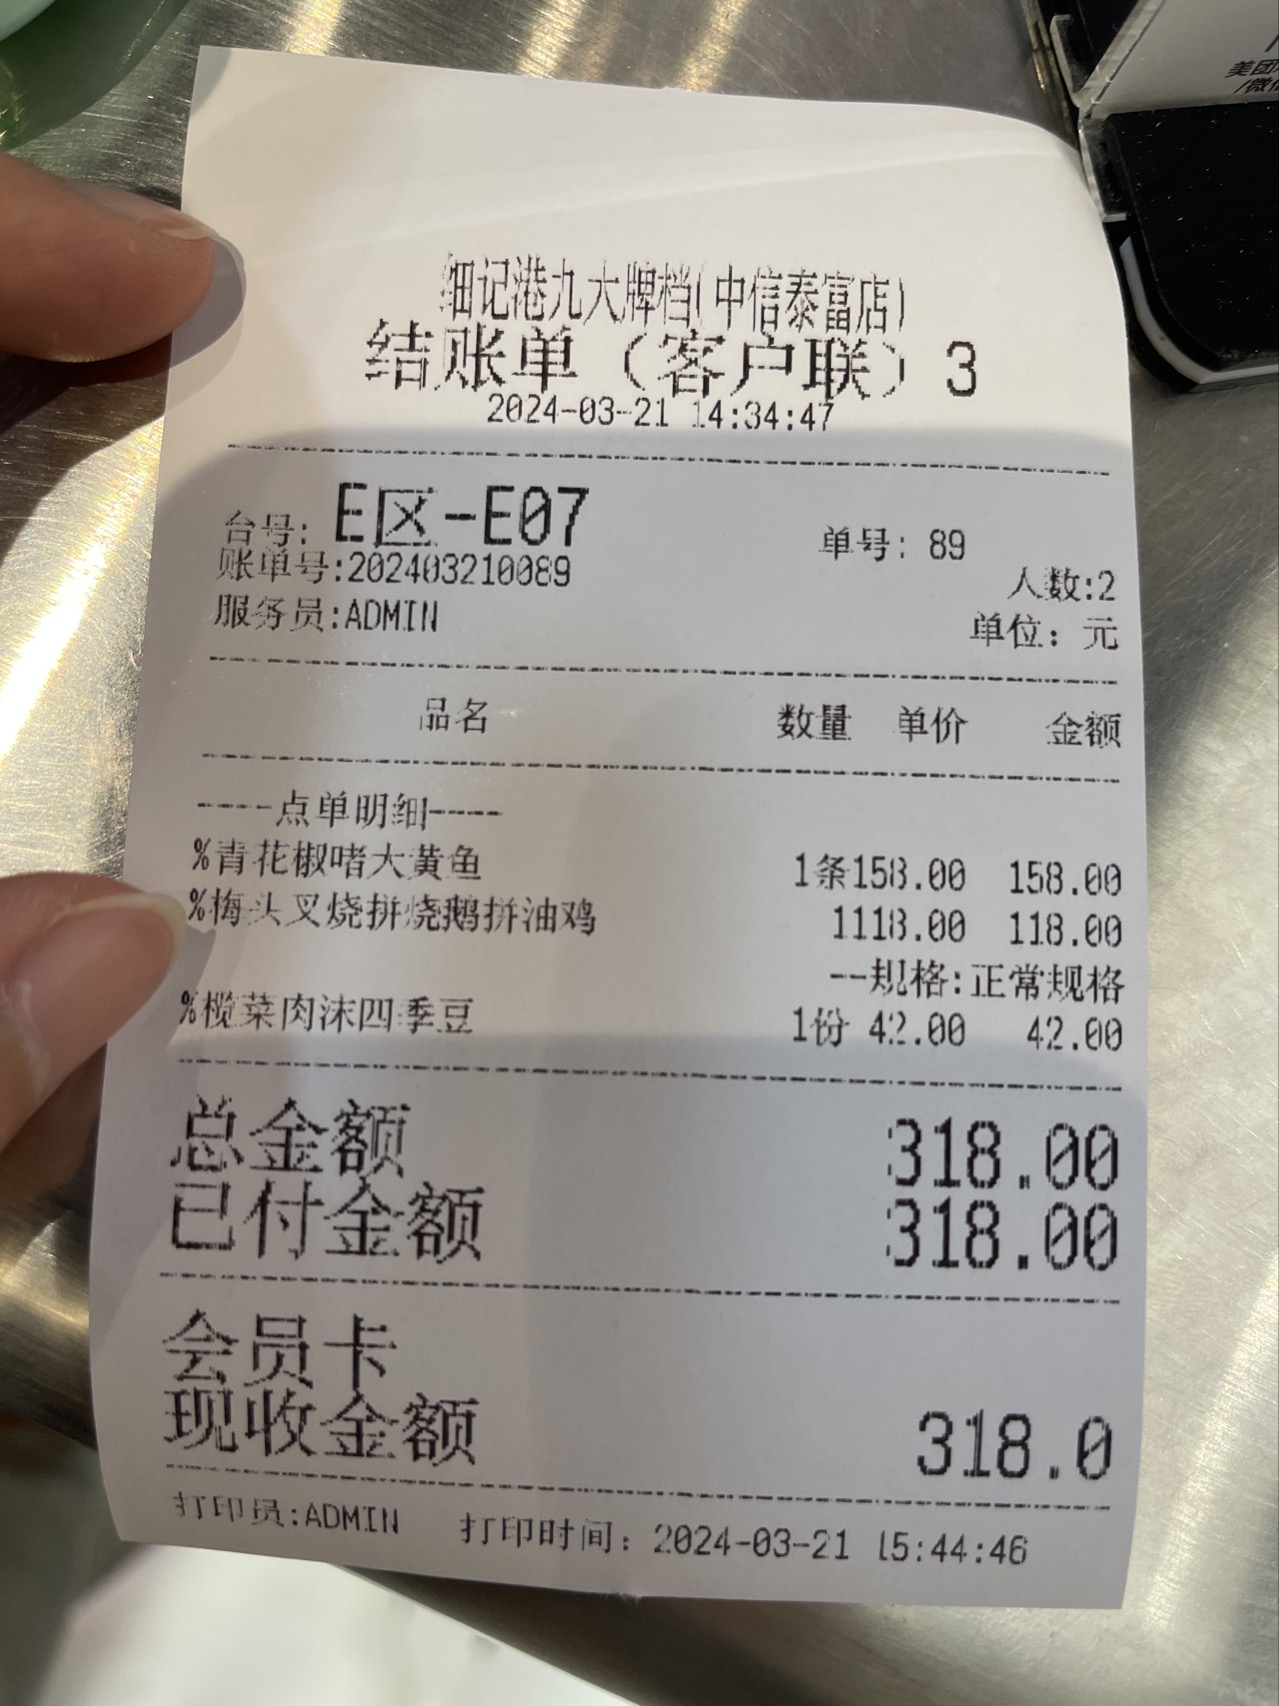 美团
/微信
细记港九大牌档(中信泰富店)
结账单（客户联）3
2024-03-21 14:34:47
台号: E区-E07 单号: 89
账单号:202403210089 人数:2
服务员:ADMIN 单位: 元
品名 数量 单价 金额
-----点单明细-----
%青花椒啫大黄鱼 1条158.00 158.00
%梅头叉烧拼烧鹅拼油鸡 1118.00 118.00
--规格:正常规格
%榄菜肉沫四季豆 1份 42.00 42.00
总金额 318.00
已付金额 318.00
会员卡
现收金额 318.0
打印员:ADMIN 打印时间: 2024-03-21 15:44:46